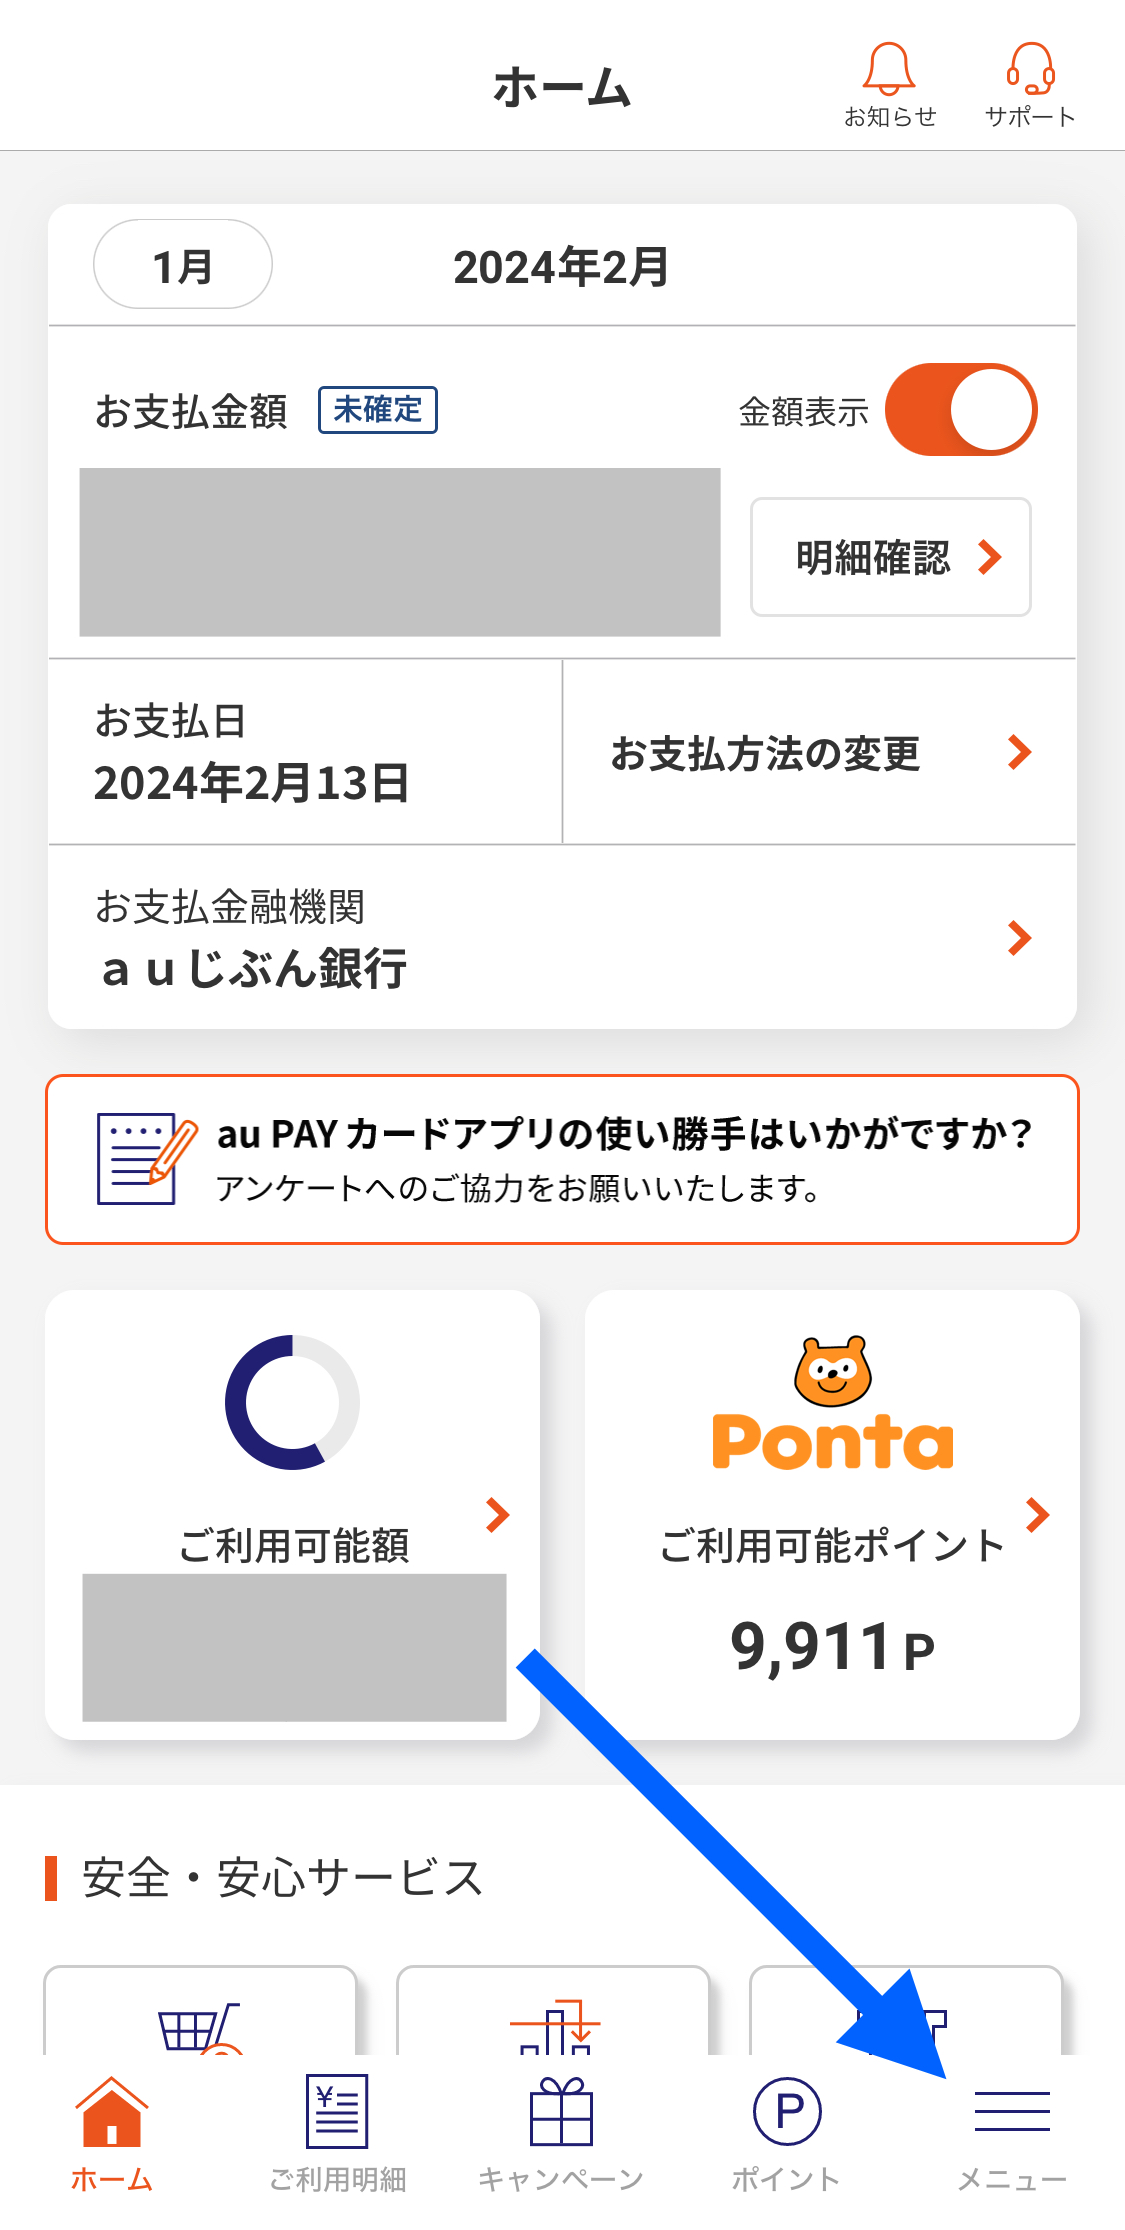 ホーム
お知らせ
サポート
1月
2024年2月
お支払金額
未確定
金額表示
明細確認
お支払日
2024年2月13日
お支払方法の変更
お支払金融機関
ａｕじぶん銀行
au PAY カードアプリの使い勝手はいかがですか？
アンケートへのご協力をお願いいたします。
ご利用可能額
Ponta
ご利用可能ポイント
9,911 P
安全・安心サービス
ホーム
ご利用明細
キャンペーン
ポイント
メニュー